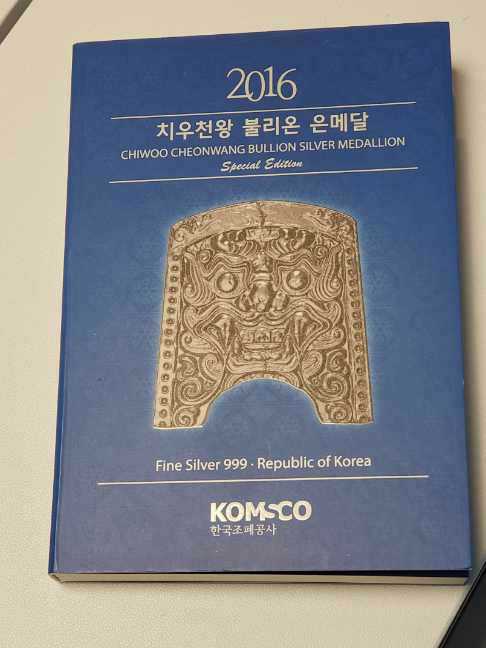 2016
치우천왕 불리온 은메달
CHIWOO CHEONWANG BULLION SILVER MEDALLION
Special Edition
Fine Silver 999 · Republic of Korea
KOMSCO
한국조폐공사